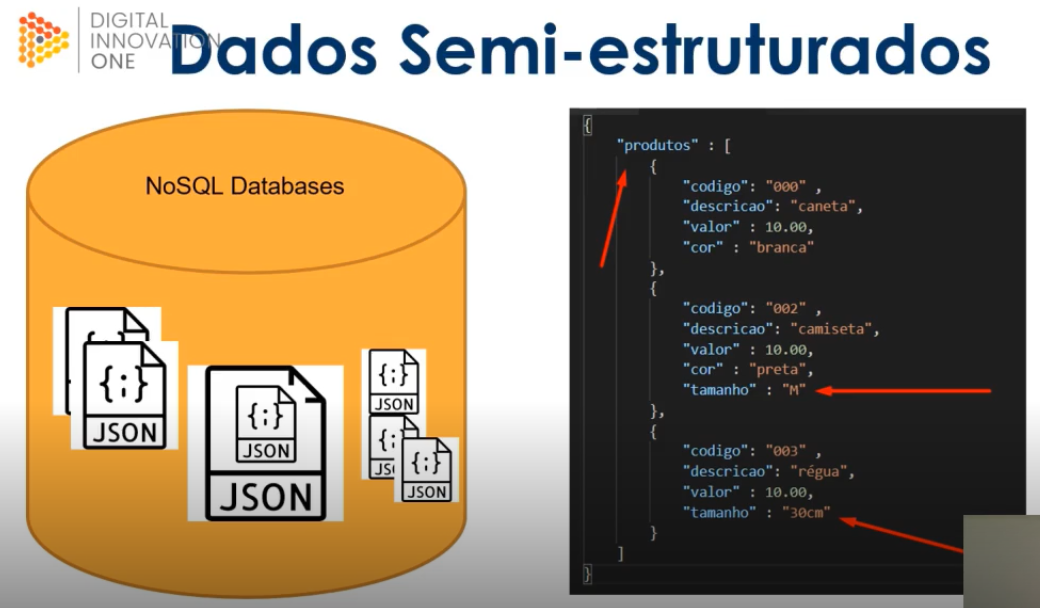 DIGITAL
INNOVATION
ONE
Dados Semi-estruturados
NoSQL Databases
{;}
JSON
{;}
JSON
JSON
{;}
JSON
{;}
JSON
{
"produtos" : [
{
"codigo": "000" ,
"descricao": "caneta",
"valor" : 10.00,
"cor" : "branca"
},
{
"codigo": "002" ,
"descricao": "camiseta",
"valor" : 10.00,
"cor" : "preta",
"tamanho" : "M"
},
{
"codigo": "003" ,
"descricao": "régua",
"valor" : 10.00,
"tamanho" : "30cm"
}
]
}